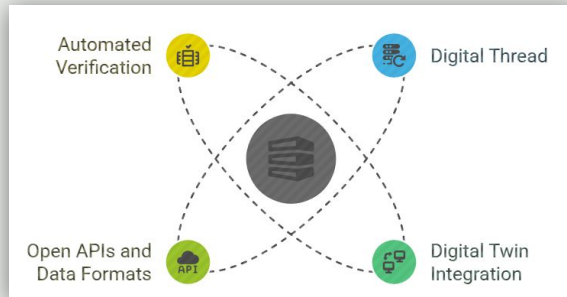 Automated
Verification
Digital Thread
Open APIs and
Data Formats
API
Digital Twin
Integration